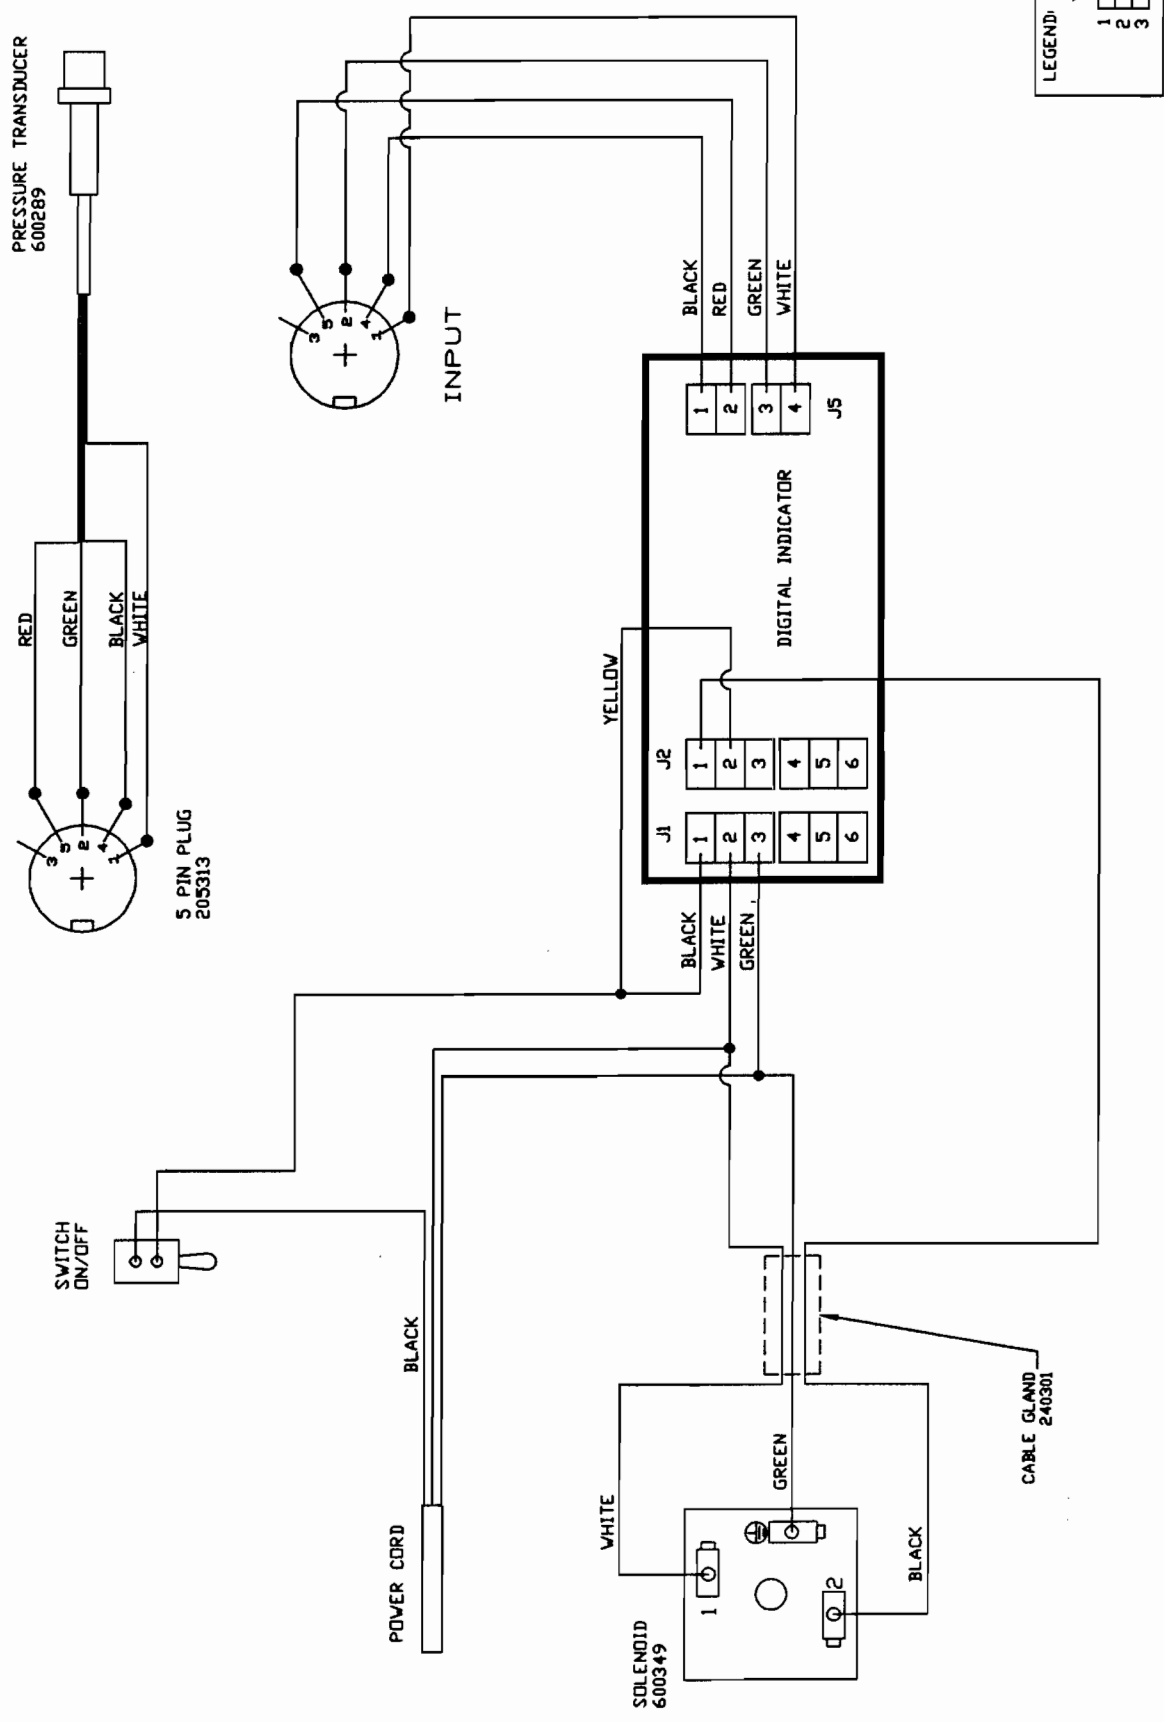 PRESSURE TRANSDUCER
600289
RED
GREEN
BLACK
WHITE
3
5
2
4
1
5 PIN PLUG
205313
3
5
2
4
1
INPUT
SWITCH
ON/OFF
BLACK
POWER CORD
YELLOW
BLACK
WHITE
GREEN
J1
1
2
3
4
5
6
J2
1
2
3
4
5
6
DIGITAL INDICATOR
1
2
3
4
J5
BLACK
RED
GREEN
WHITE
SOLENOID
600349
1
2
WHITE
GREEN
BLACK
CABLE GLAND
240301
LEGEND:
1
2
3